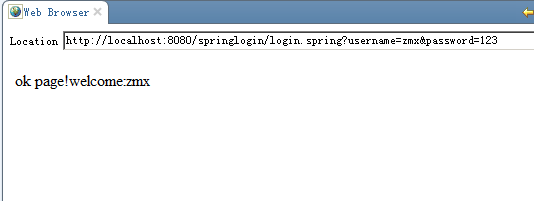 Web Browser
Location http://localhost:8080/springlogin/login.spring?username=zmx&password=123
ok page!welcome:zmx